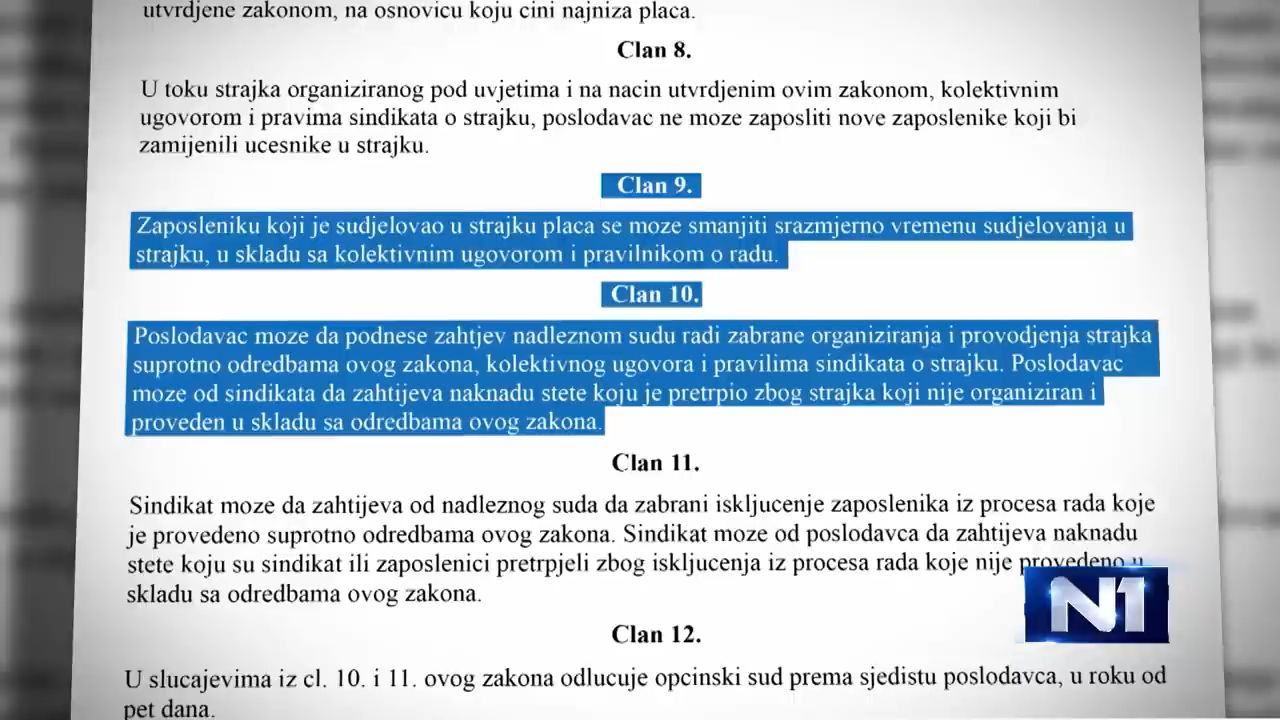 utvrdjene zakonom, na osnovicu koju cini najniza placa.
Clan 8.
U toku strajka organiziranog pod uvjetima i na nacin utvrdjenim ovim zakonom, kolektivnim
ugovorom i pravima sindikata o strajku, poslodavac ne moze zaposliti nove zaposlenike koji bi
zamijenili ucesnike u strajku.
Clan 9.
Zaposleniku koji je sudjelovao u strajku placa se moze smanjiti srazmjerno vremenu sudjelovanja u
strajku, u skladu sa kolektivnim ugovorom i pravilnikom o radu.
Clan 10.
Poslodavac moze da podnese zahtjev nadleznom sudu radi zabrane organiziranja i provodjenja strajka
suprotno odredbama ovog zakona, kolektivnog ugovora i pravilima sindikata o strajku. Poslodavac
moze od sindikata da zahtijeva naknadu stete koju je pretrpio zbog strajka koji nije organiziran i
proveden u skladu sa odredbama ovog zakona.
Clan 11.
Sindikat moze da zahtijeva od nadleznog suda da zabrani iskljucenje zaposlenika iz procesa rada koje
je provedeno suprotno odredbama ovog zakona. Sindikat moze od poslodavca da zahtijeva naknadu
stete koju su sindikat ili zaposlenici pretrpjeli zbog iskljucenja iz procesa rada koje nije provedeno u
skladu sa odredbama ovog zakona.
N1
Clan 12.
U slucajevima iz cl. 10. i 11. ovog zakona odlucuje opcinski sud prema sjedistu poslodavca, u roku od
pet dana.